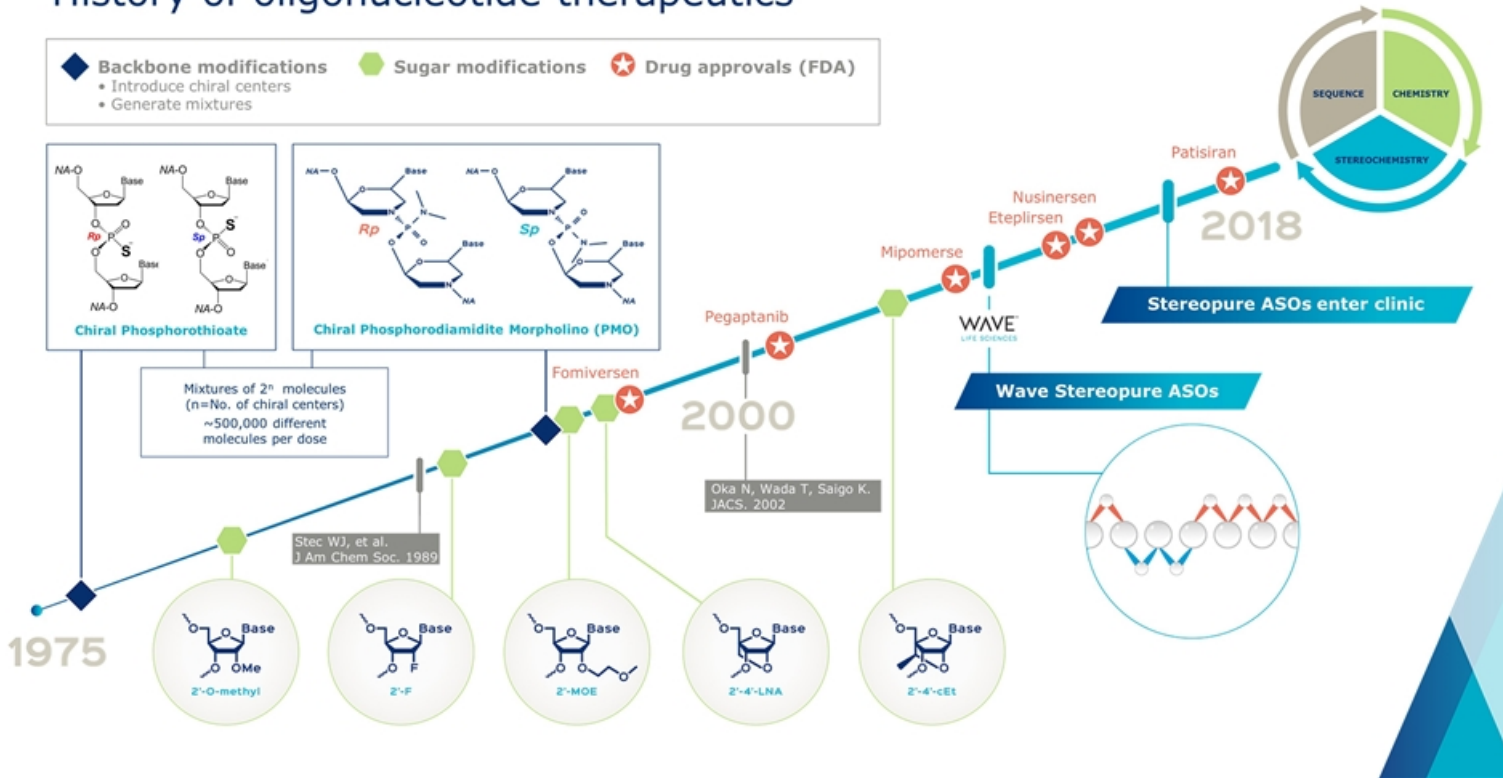 History of oligonucleotide therapeutics
Backbone modifications
• Introduce chiral centers
• Generate mixtures
Sugar modifications
Drug approvals (FDA)
SEQUENCE
CHEMISTRY
STEREOCHEMISTRY
NA-O
Base
O
O
P
O
Rp
S-
O
Base
O
NA-O
NA-O
Base
O
O
S-
Sp
P
O
O
Base
O
NA-O
Chiral Phosphorothioate
NA-O
Base
O
N
N
Rp
P
O
O
Base
O
N
NA
NA-O
Base
O
N
O
Sp
P
N
O
Base
O
N
NA
Chiral Phosphorodiamidite Morpholino (PMO)
Mixtures of 2ⁿ molecules
(n=No. of chiral centers)
~500,000 different
molecules per dose
Patisiran
Nusinersen
Eteplirsen
2018
Mipomerse
Stereopure ASOs enter clinic
Pegaptanib
WAVE™
LIFE SCIENCES
Fomiversen
Wave Stereopure ASOs
2000
Oka N, Wada T, Saigo K.
JACS. 2002
Stec WJ, et al.
J Am Chem Soc. 1989
1975
O
O
Base
O
OMe
2'-O-methyl
O
O
Base
O
F
2'-F
O
O
Base
O
O
O
2'-MOE
O
O
Base
O
O
2'-4'-LNA
O
O
Base
O
O
2'-4'-cEt